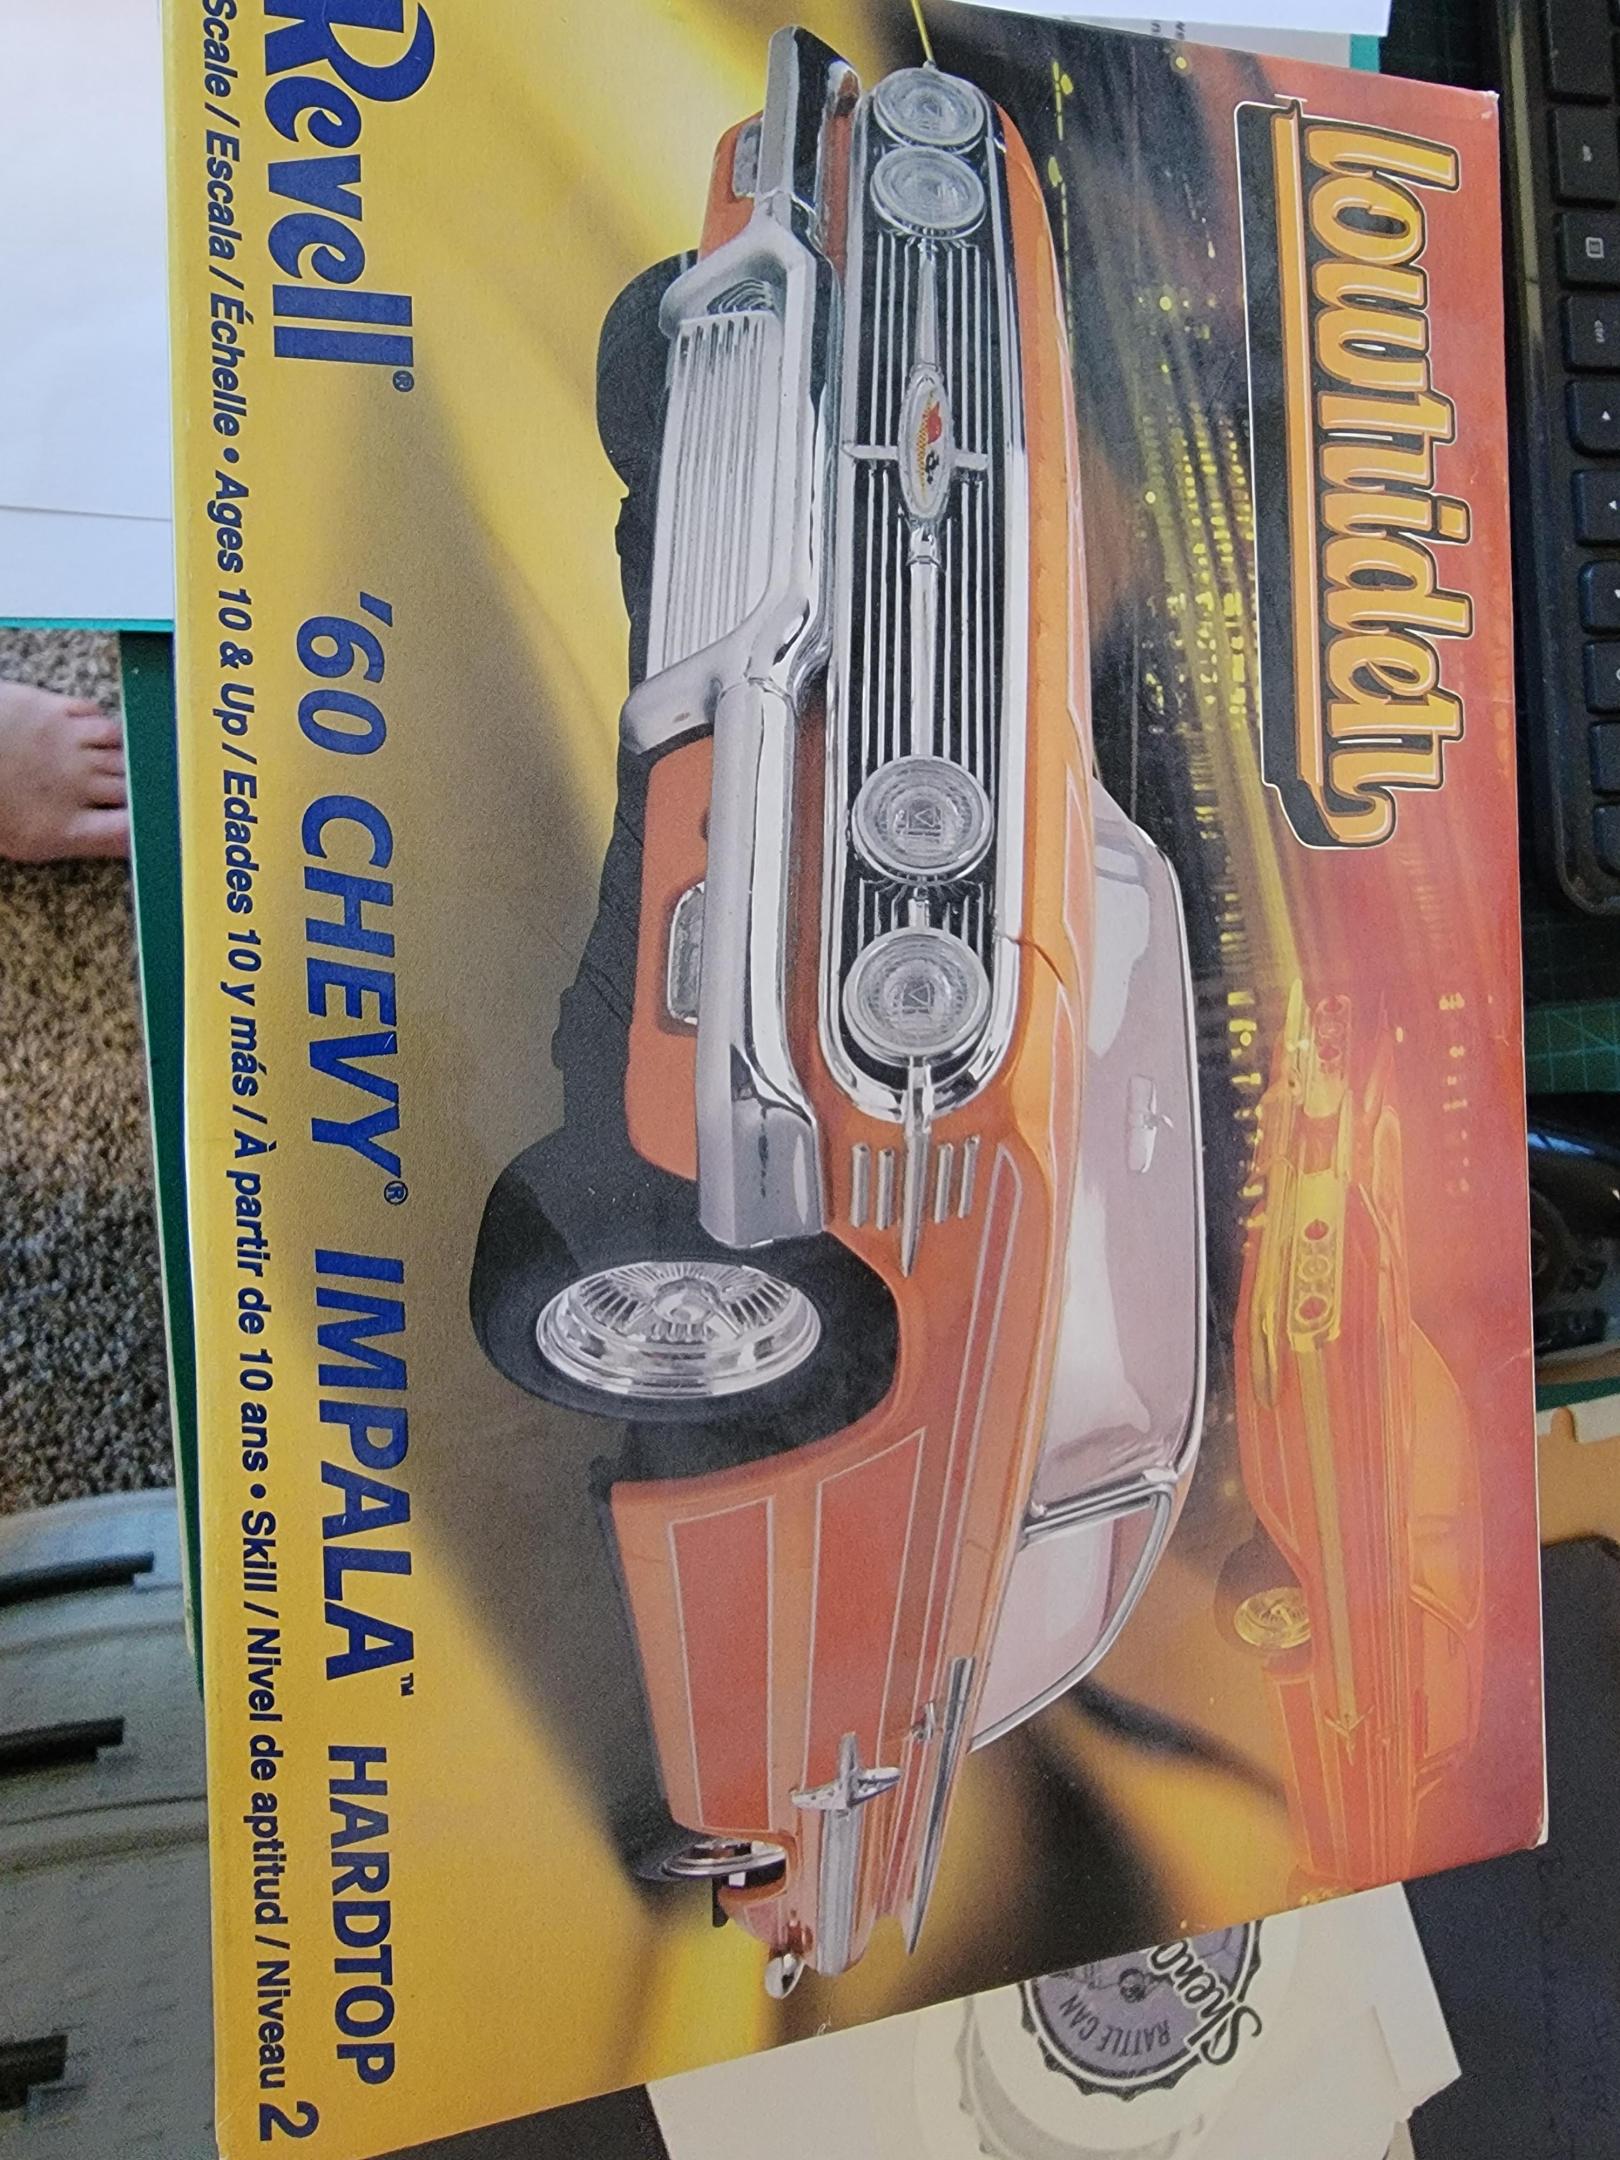 Lowrider
Revell®
'60 CHEVY® IMPALA™ HARDTOP
Scale / Escala / Échelle • Ages 10 & Up / Edades 10 y más / À partir de 10 ans • Skill / Nivel de aptitud / Niveau 2
RATTLE CAN
ctrl